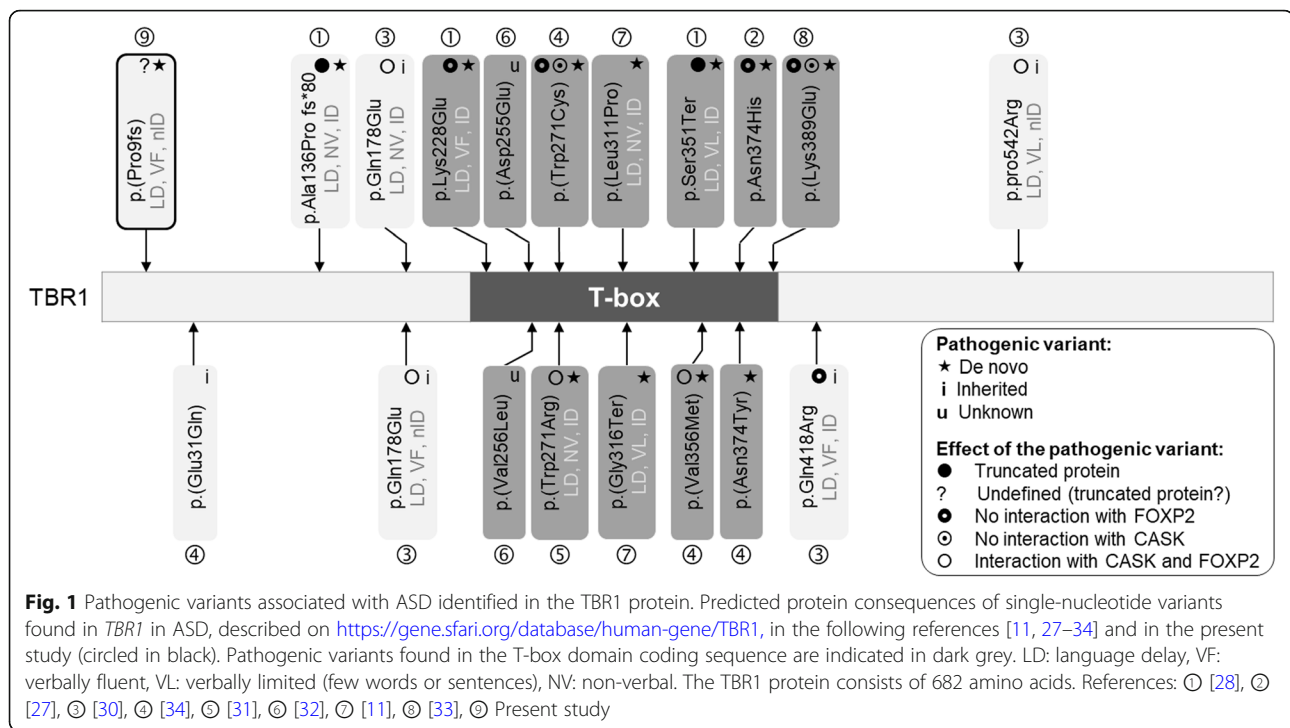 ⑨ ① ③ ① ⑥ ④ ⑦ ① ② ⑧ ③
?★
p.(Pro9fs)
LD, VF, nID
●★
p.Ala136Pro fs*80
LD, NV, ID
○ i
p.Gln178Glu
LD, NV, ID
★
p.Lys228Glu
LD, VF, ID
u
p.(Asp255Glu)
★
p.(Trp271Cys)
★
p.(Leu311Pro)
LD, NV, ID
●★
p.Ser351Ter
LD, VL, ID
★
p.Asn374His
★
p.(Lys389Glu)
○ i
p.pro542Arg
LD, VL, nID
TBR1
T-box
i
p.(Glu31Gln)
④
○ i
p.Gln178Glu
LD, VF, nID
③
u
p.(Val256Leu)
⑥
○★
p.(Trp271Arg)
LD, NV, ID
⑤
★
p.(Gly316Ter)
LD, VL, ID
⑦
○★
p.(Val356Met)
④
★
p.(Asn374Tyr)
④
i
p.Gln418Arg
LD, VF, ID
③
Pathogenic variant:
★ De novo
i Inherited
u Unknown
Effect of the pathogenic variant:
● Truncated protein
? Undefined (truncated protein?)
No interaction with FOXP2
⊙ No interaction with CASK
○ Interaction with CASK and FOXP2
Fig. 1 Pathogenic variants associated with ASD identified in the TBR1 protein. Predicted protein consequences of single-nucleotide variants
found in TBR1 in ASD, described on https://gene.sfari.org/database/human-gene/TBR1, in the following references [11, 27–34] and in the present
study (circled in black). Pathogenic variants found in the T-box domain coding sequence are indicated in dark grey. LD: language delay, VF:
verbally fluent, VL: verbally limited (few words or sentences), NV: non-verbal. The TBR1 protein consists of 682 amino acids. References: ① [28], ②
[27], ③ [30], ④ [34], ⑤ [31], ⑥ [32], ⑦ [11], ⑧ [33], ⑨ Present study